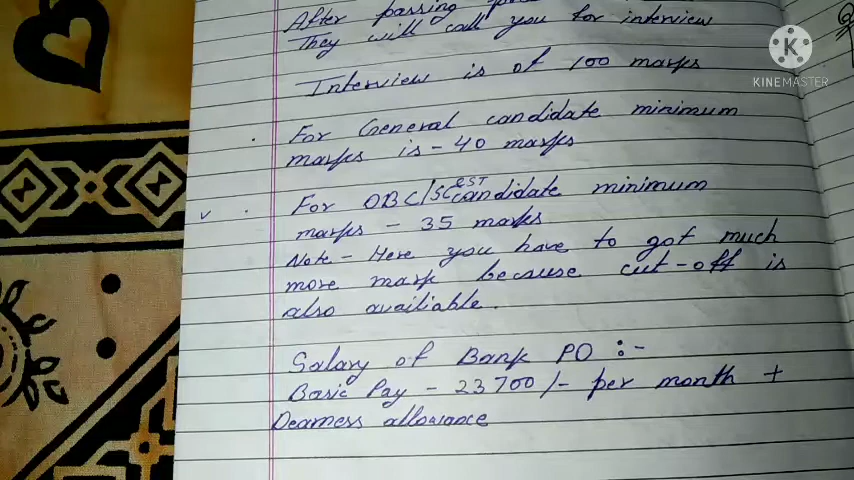 After passing
They will call you for interview
Interview is of 100 marks
For General candidate minimum
marks is - 40 marks
For OBC/SC &ST candidate minimum
marks - 35 marks
Note - Here you have to got much
more mark because cut-off is
also availiable.
Salary of Bank PO :-
Basic Pay - 23700/- per month +
Dearness allowance
K
KINEMASTER